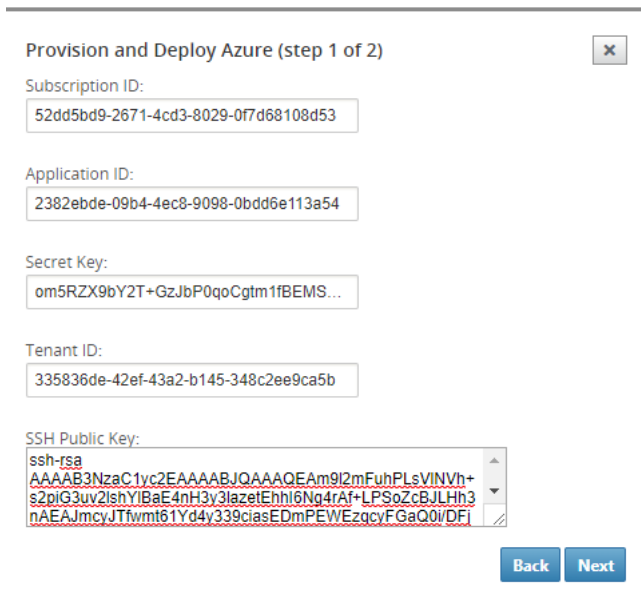 Provision and Deploy Azure (step 1 of 2)
×
Subscription ID:
52dd5bd9-2671-4cd3-8029-0f7d68108d53
Application ID:
2382ebde-09b4-4ec8-9098-0bdd6e113a54
Secret Key:
om5RZX9bY2T+GzJbP0qoCgtm1fBEMS...
Tenant ID:
335836de-42ef-43a2-b145-348c2ee9ca5b
SSH Public Key:
ssh-rsa
AAAAB3NzaC1yc2EAAAABJQAAAQEAm9l2mFuhPLsVlNVh+
s2piG3uv2lshYlBaE4nH3y3lazetEhhl6Ng4rAf+LPSoZcBJLHh3
nAEAJmcyJTfwmt61Yd4y339ciasEDmPEWEzqcyFGaQ0i/DFj
Back Next